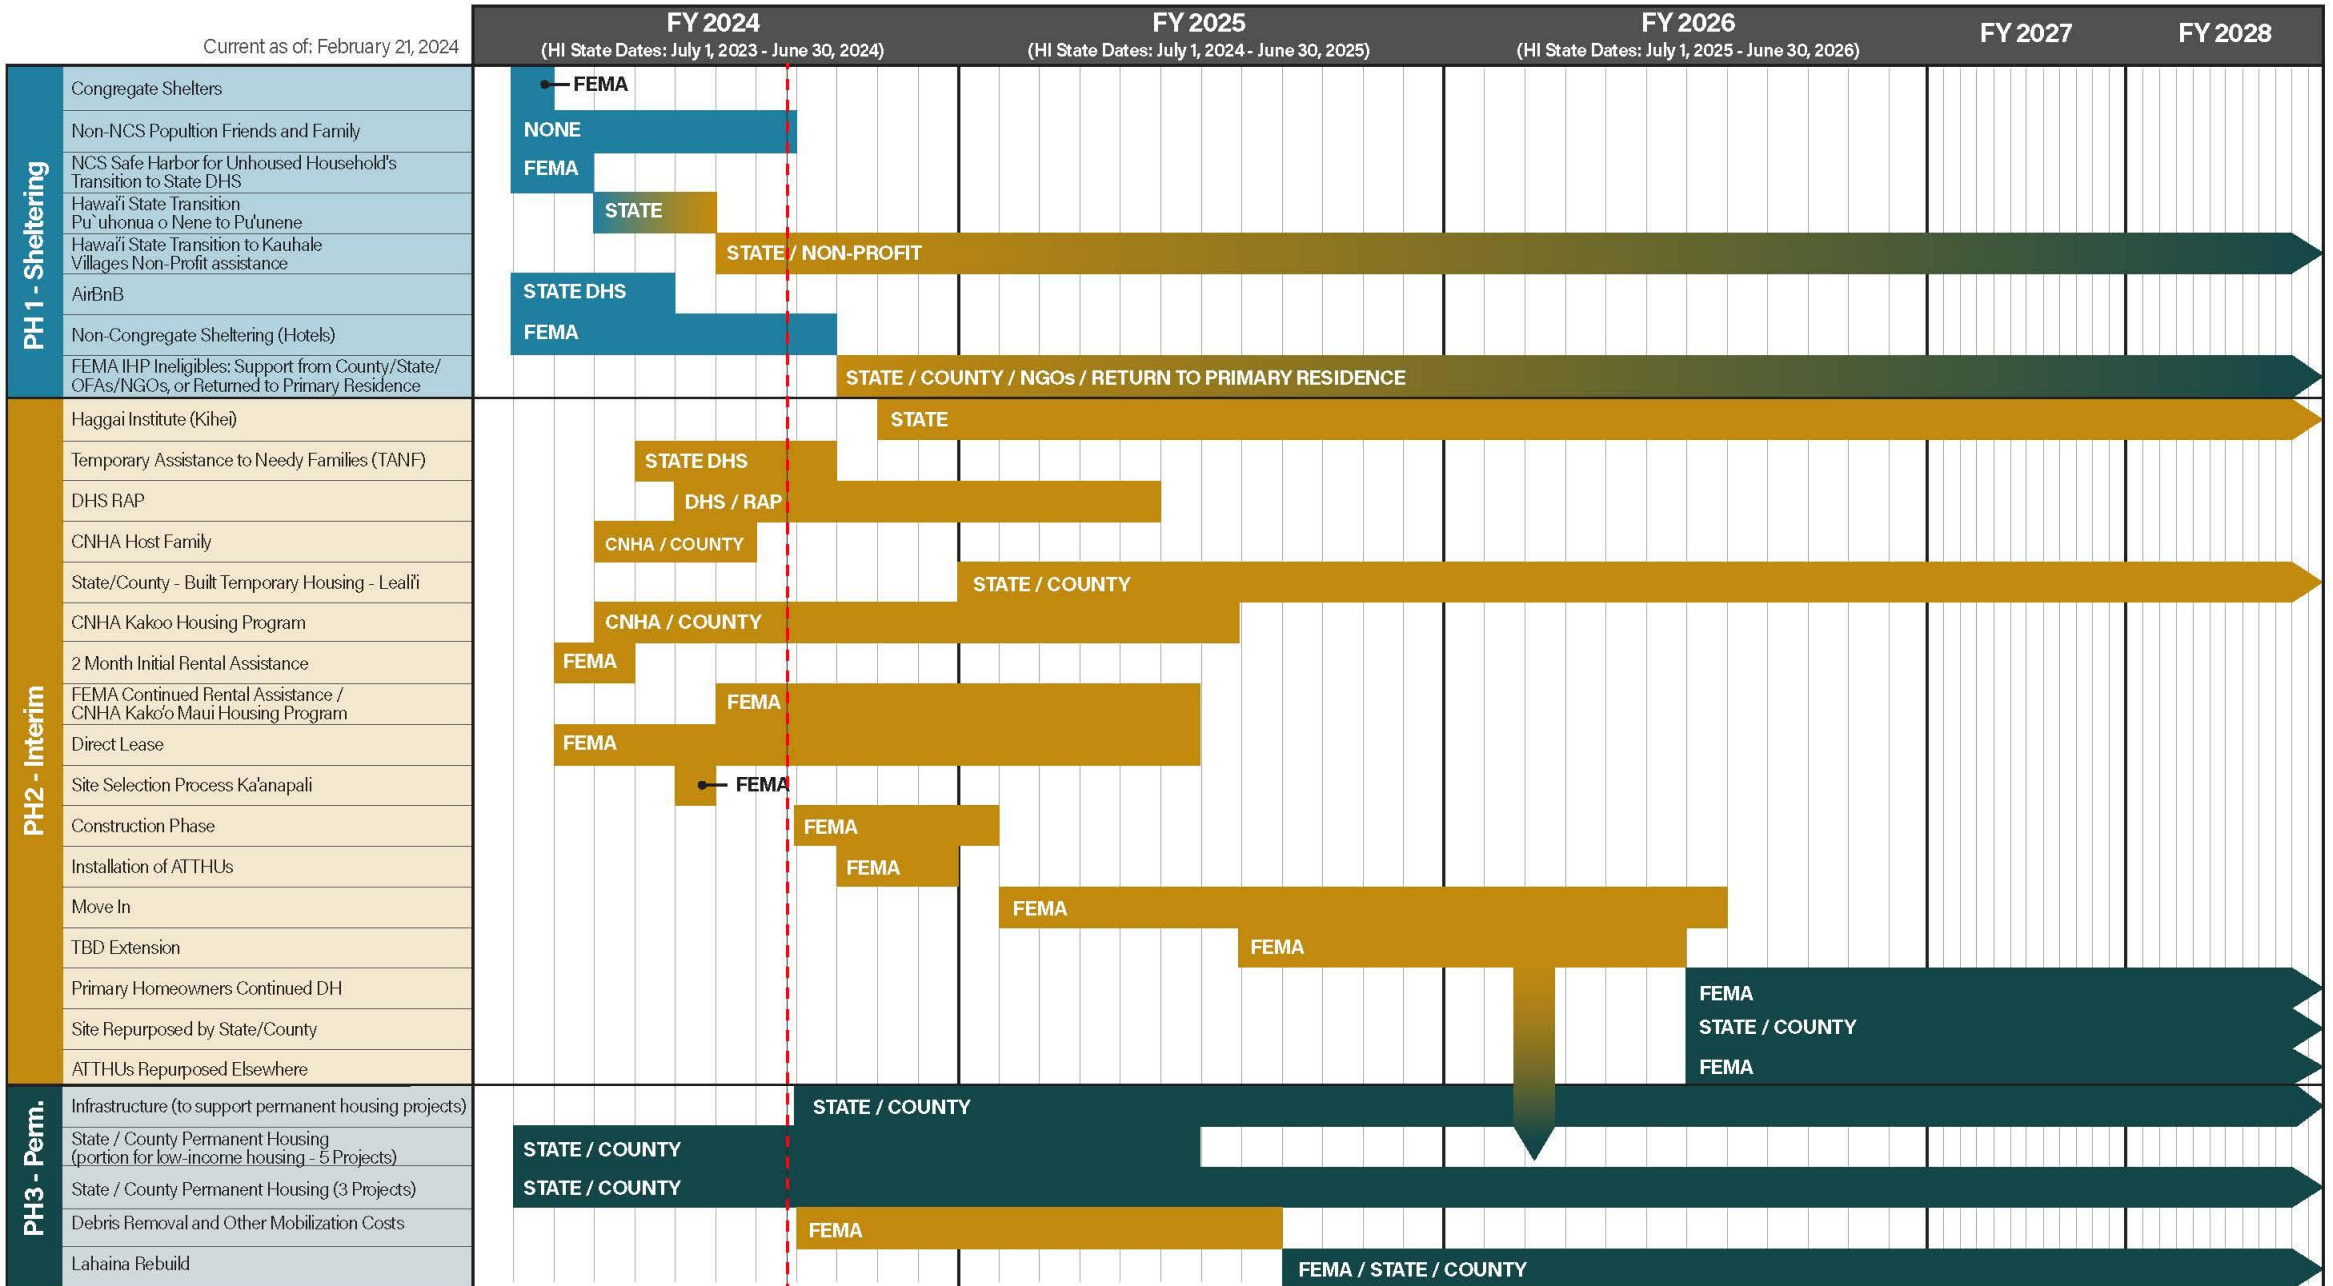 Current as of: February 21, 2024
FY 2024
(HI State Dates: July 1, 2023 - June 30, 2024)
FY 2025
(HI State Dates: July 1, 2024 - June 30, 2025)
FY 2026
(HI State Dates: July 1, 2025 - June 30, 2026)
FY 2027
FY 2028
PH 1 - Sheltering
Congregate Shelters
FEMA
Non-NCS Popultion Friends and Family
NONE
NCS Safe Harbor for Unhoused Household's
Transition to State DHS
FEMA
Hawai'i State Transition
Pu`uhonua o Nene to Pu'unene
STATE
Hawai'i State Transition to Kauhale
Villages Non-Profit assistance
STATE / NON-PROFIT
AirBnB
STATE DHS
Non-Congregate Sheltering (Hotels)
FEMA
FEMA IHP Ineligibles: Support from County/State/
OFAs/NGOs, or Returned to Primary Residence
STATE / COUNTY / NGOs / RETURN TO PRIMARY RESIDENCE
PH2 - Interim
Haggai Institute (Kihei)
STATE
Temporary Assistance to Needy Families (TANF)
STATE DHS
DHS RAP
DHS / RAP
CNHA Host Family
CNHA / COUNTY
State/County - Built Temporary Housing - Leali'i
STATE / COUNTY
CNHA Kakoo Housing Program
CNHA / COUNTY
2 Month Initial Rental Assistance
FEMA
FEMA Continued Rental Assistance /
CNHA Kako'o Maui Housing Program
FEMA
Direct Lease
FEMA
Site Selection Process Ka'anapali
FEMA
Construction Phase
FEMA
Installation of ATTHUs
FEMA
Move In
FEMA
TBD Extension
FEMA
Primary Homeowners Continued DH
FEMA
Site Repurposed by State/County
STATE / COUNTY
ATTHUs Repurposed Elsewhere
FEMA
PH3 - Perm.
Infrastructure (to support permanent housing projects)
STATE / COUNTY
State / County Permanent Housing
(portion for low-income housing - 5 Projects)
STATE / COUNTY
State / County Permanent Housing (3 Projects)
STATE / COUNTY
Debris Removal and Other Mobilization Costs
FEMA
Lahaina Rebuild
FEMA / STATE / COUNTY